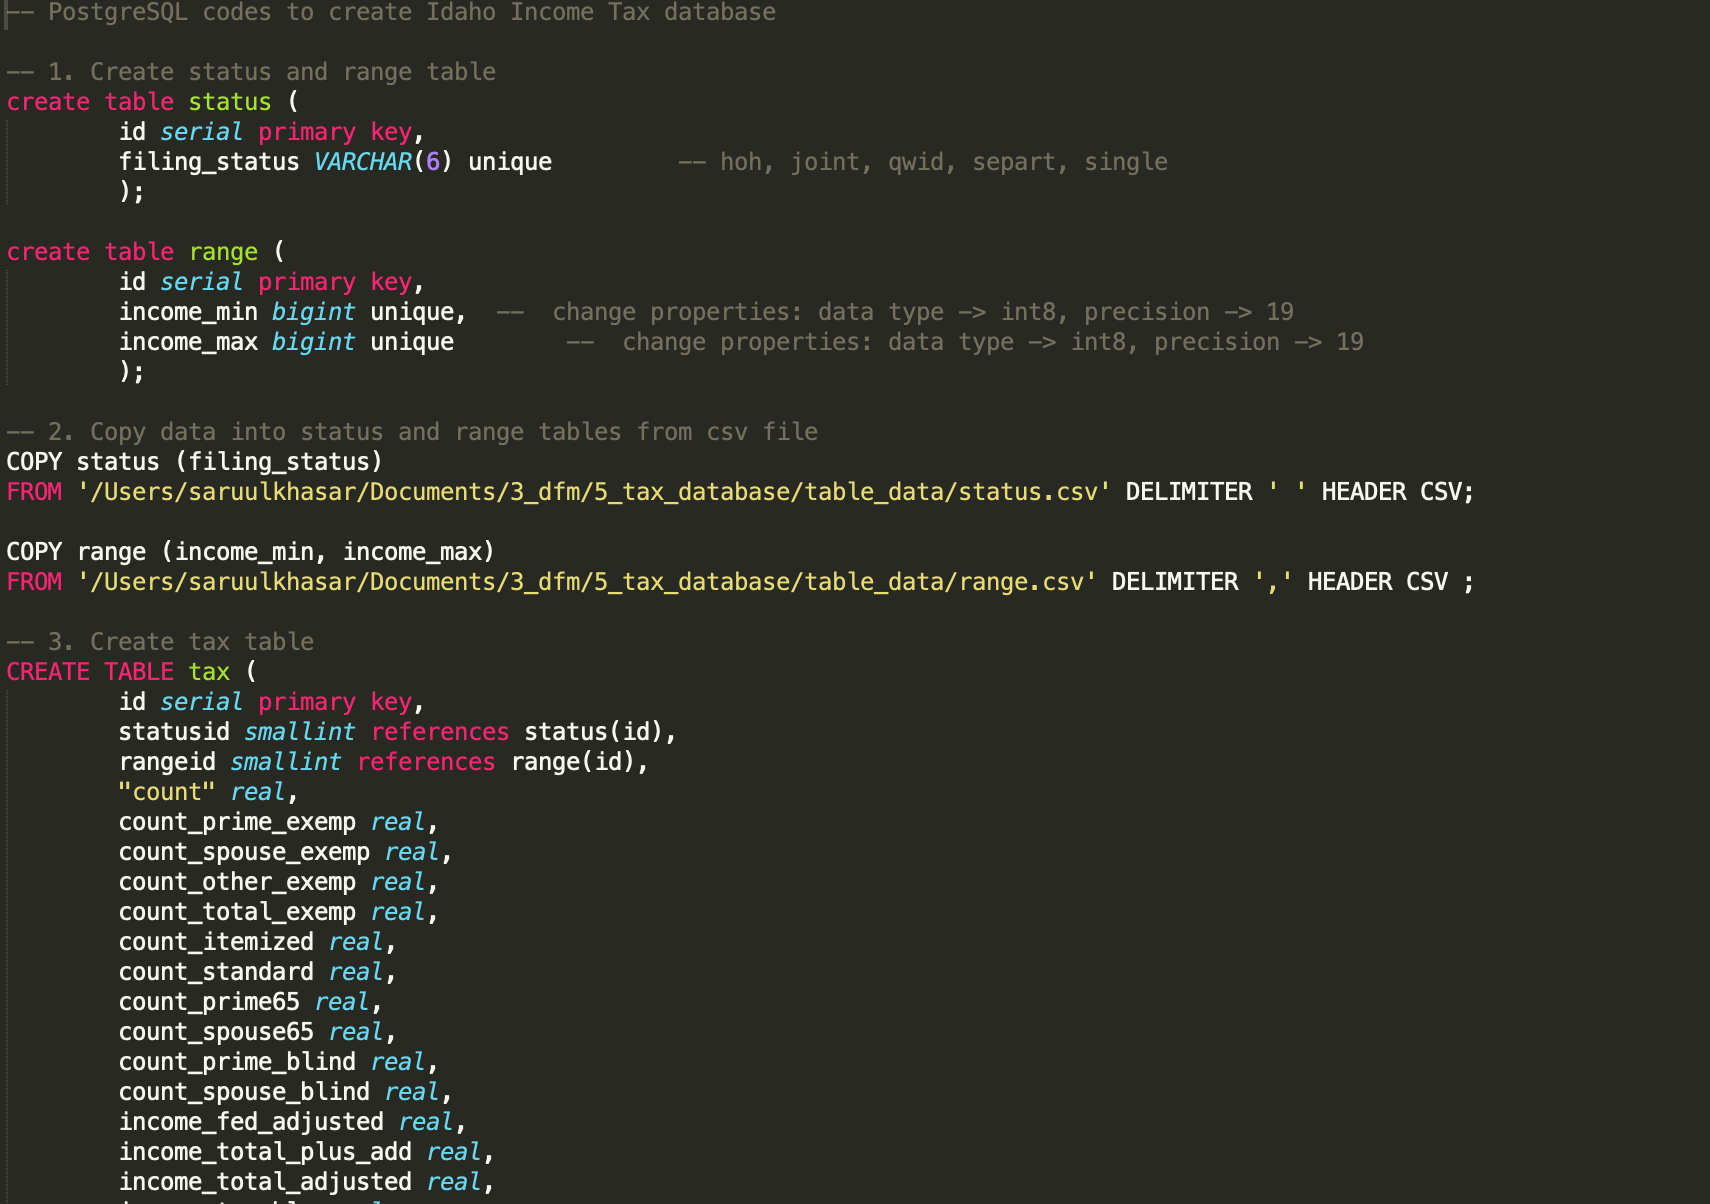 -- PostgreSQL codes to create Idaho Income Tax database
-- 1. Create status and range table
create table status (
id serial primary key,
filing_status VARCHAR(6) unique -- hoh, joint, qwid, separt, single
);
create table range (
id serial primary key,
income_min bigint unique, -- change properties: data type -> int8, precision -> 19
income_max bigint unique -- change properties: data type -> int8, precision -> 19
);
-- 2. Copy data into status and range tables from csv file
COPY status (filing_status)
FROM '/Users/saruulkhasar/Documents/3_dfm/5_tax_database/table_data/status.csv' DELIMITER ' ' HEADER CSV;
COPY range (income_min, income_max)
FROM '/Users/saruulkhasar/Documents/3_dfm/5_tax_database/table_data/range.csv' DELIMITER ',' HEADER CSV ;
-- 3. Create tax table
CREATE TABLE tax (
id serial primary key,
statusid smallint references status(id),
rangeid smallint references range(id),
"count" real,
count_prime_exemp real,
count_spouse_exemp real,
count_other_exemp real,
count_total_exemp real,
count_itemized real,
count_standard real,
count_prime65 real,
count_spouse65 real,
count_prime_blind real,
count_spouse_blind real,
income_fed_adjusted real,
income_total_plus_add real,
income_total_adjusted real,